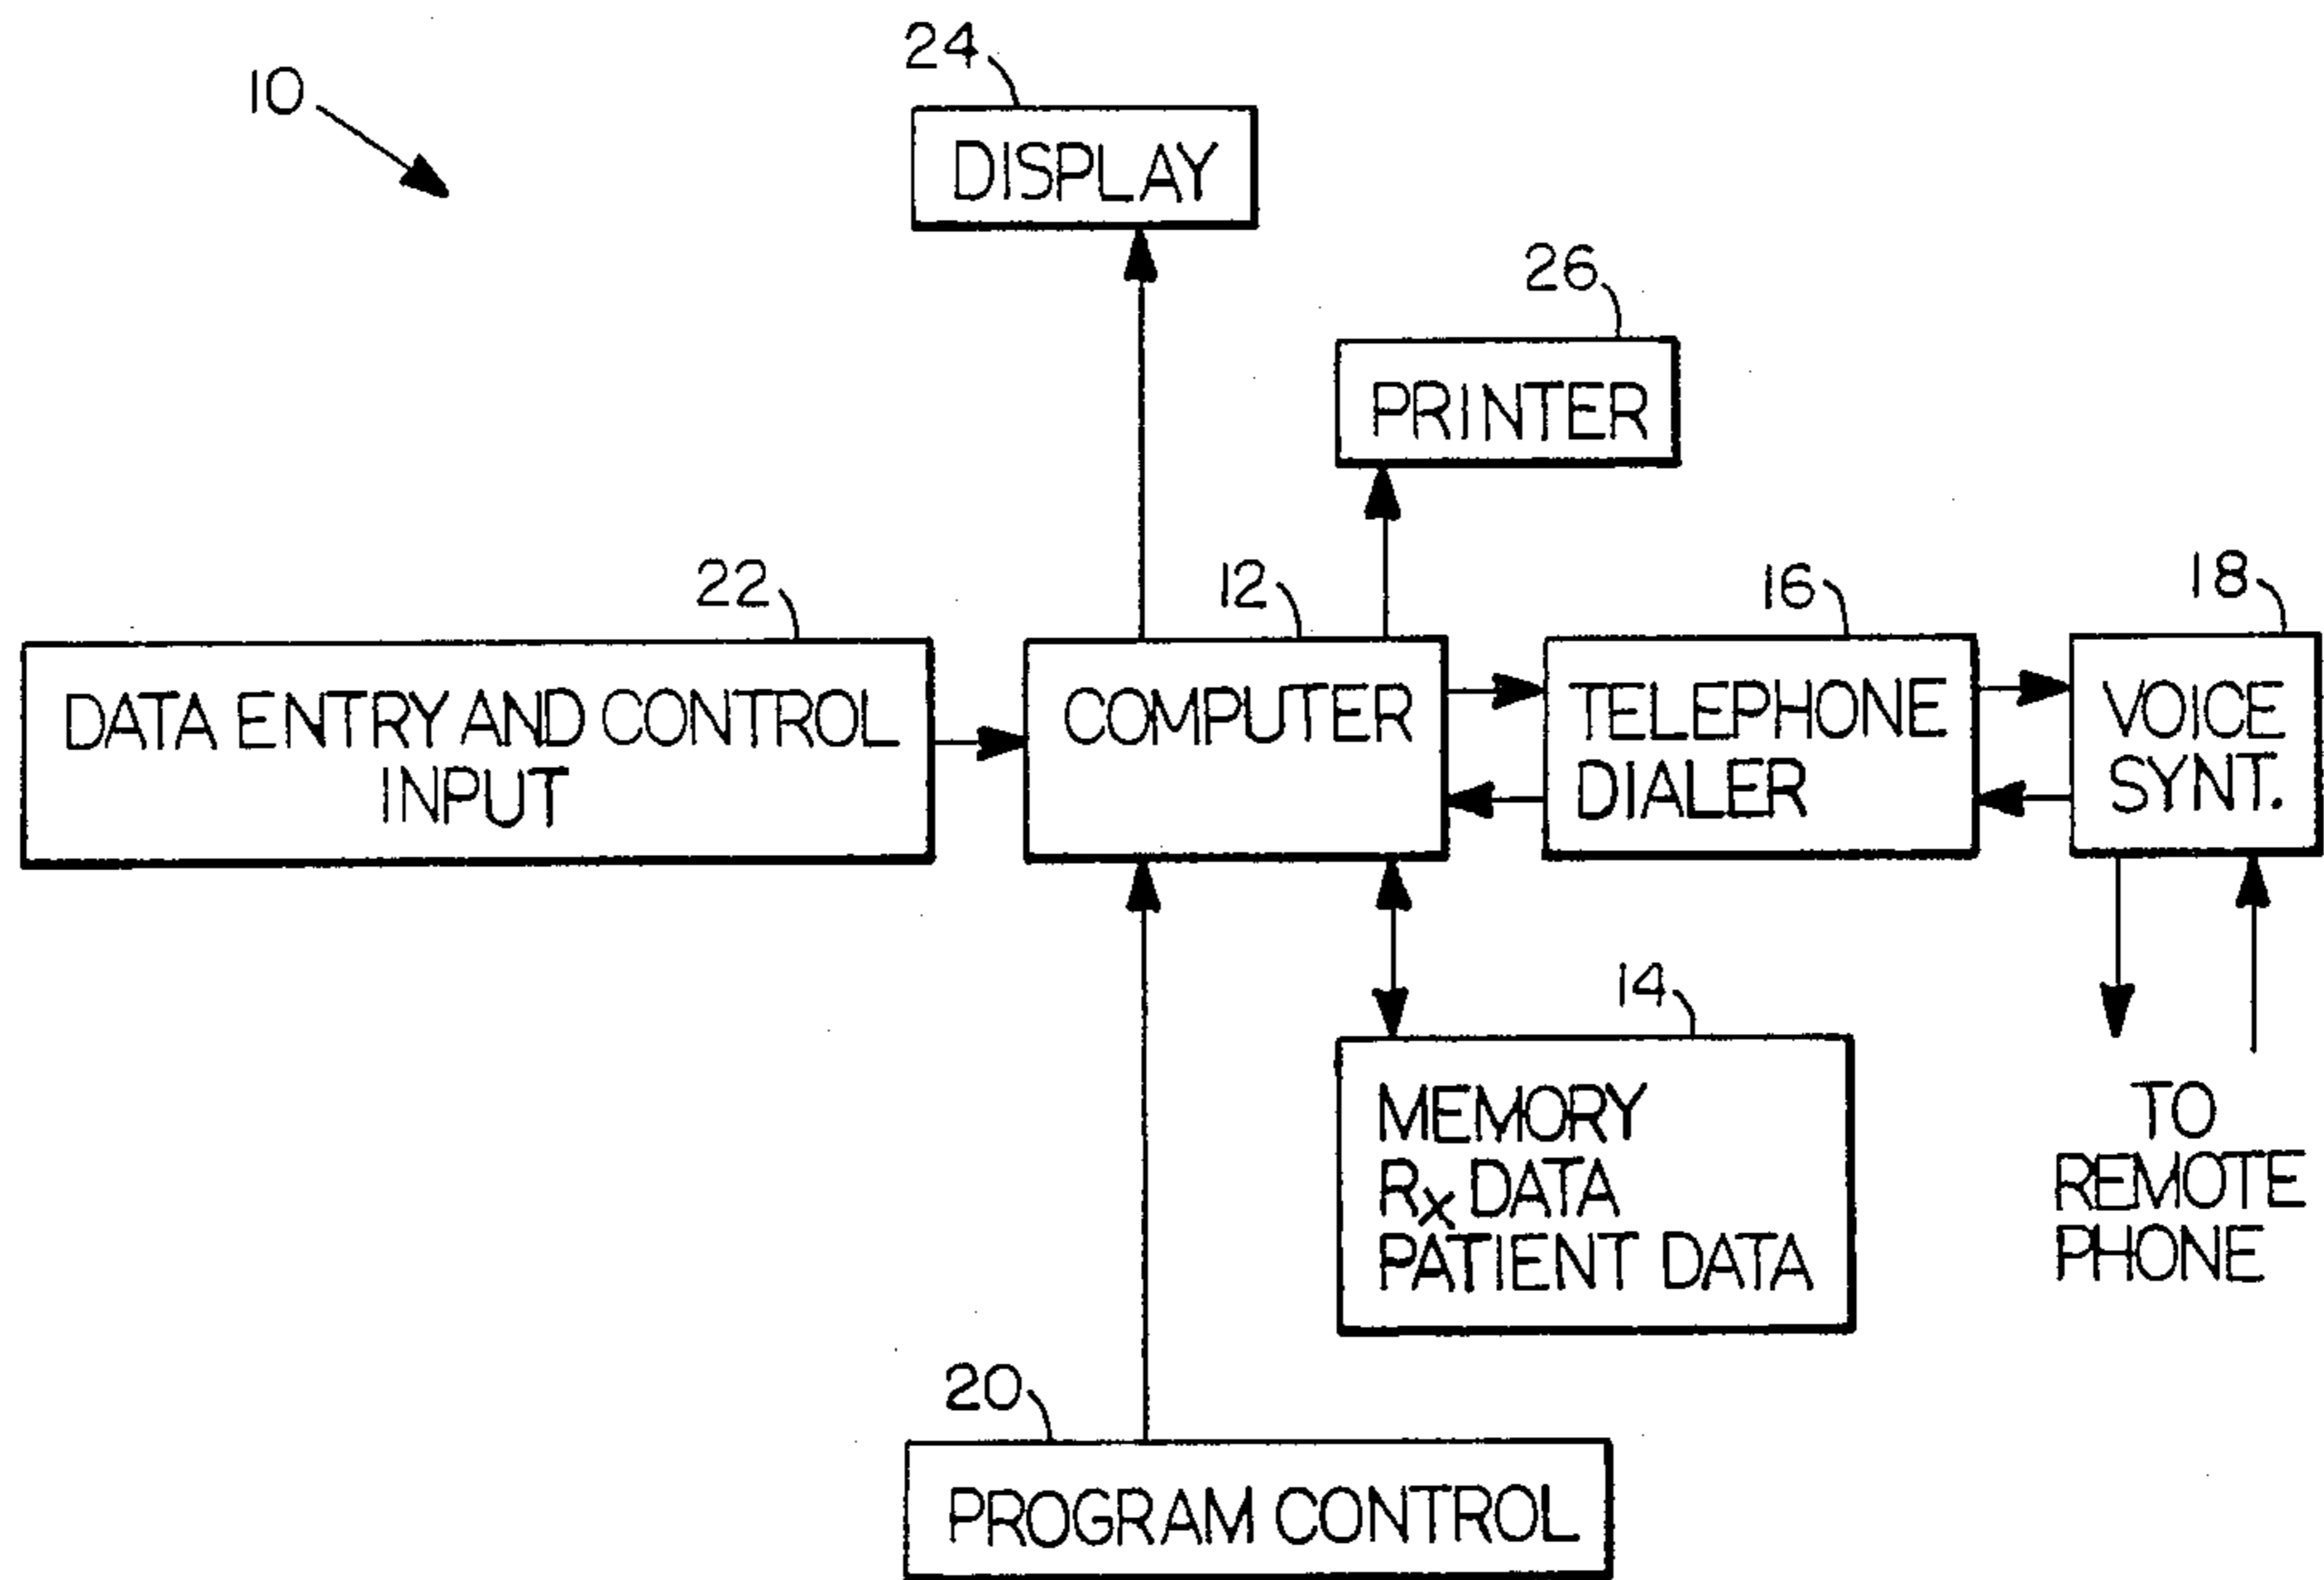 10
24
DISPLAY
26
PRINTER
22
DATA ENTRY AND CONTROL
INPUT
12
COMPUTER
16
TELEPHONE
DIALER
18
VOICE
SYNT.
14
MEMORY
Rx DATA
PATIENT DATA
TO
REMOTE
PHONE
20
PROGRAM CONTROL